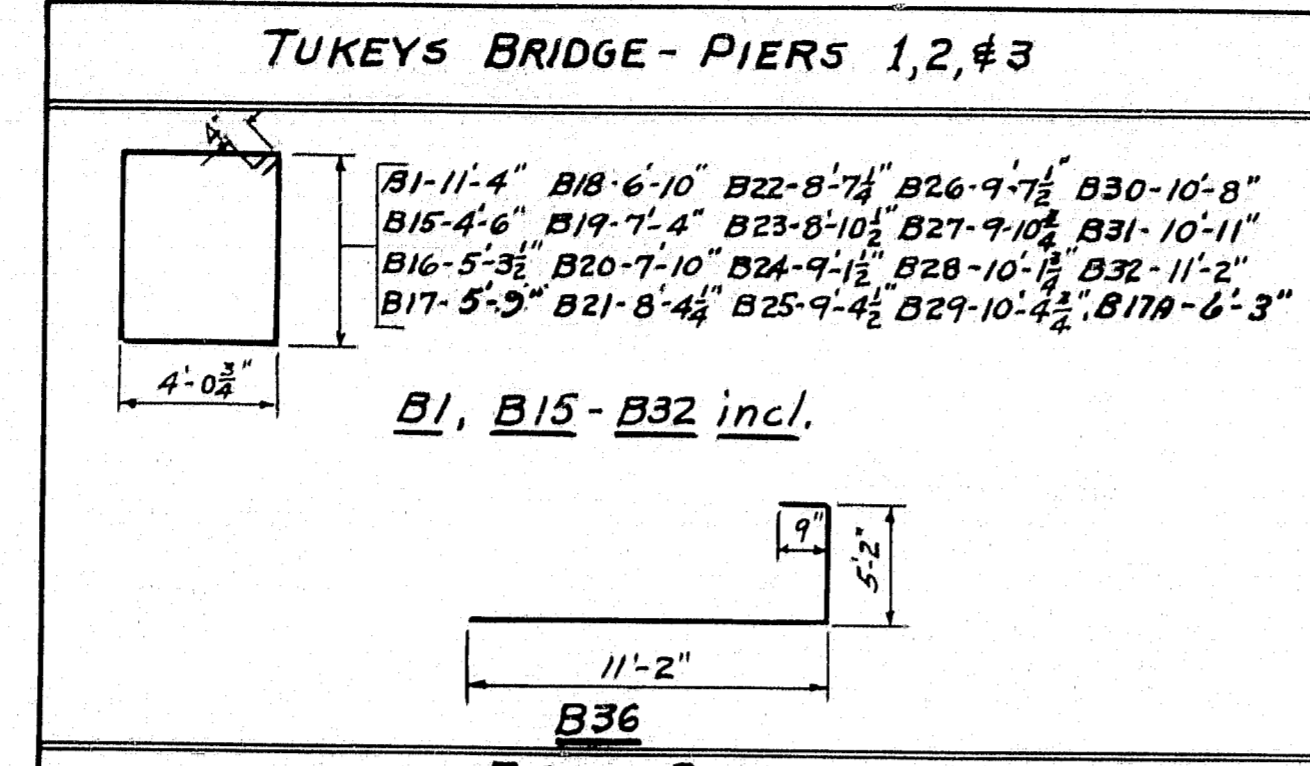 TUKEYS BRIDGE - PIERS 1,2,&3
B1-11'-4" B18-6'-10" B22-8'-7¼" B26-9'-7½" B30-10'-8"
B15-4'-6" B19-7'-4" B23-8'-10½" B27-9-10¾ B31-10'-11"
B16-5'-3½" B20-7'-10" B24-9'-1½" B28-10'-1¾" B32-11'-2"
B17-5'-9" B21-8'-4¼" B25-9'-4½" B29-10'-4¾" B17A-6'-3"
4'-0¾"
B1, B15-B32 incl.
9"
5'-2"
11'-2"
B36